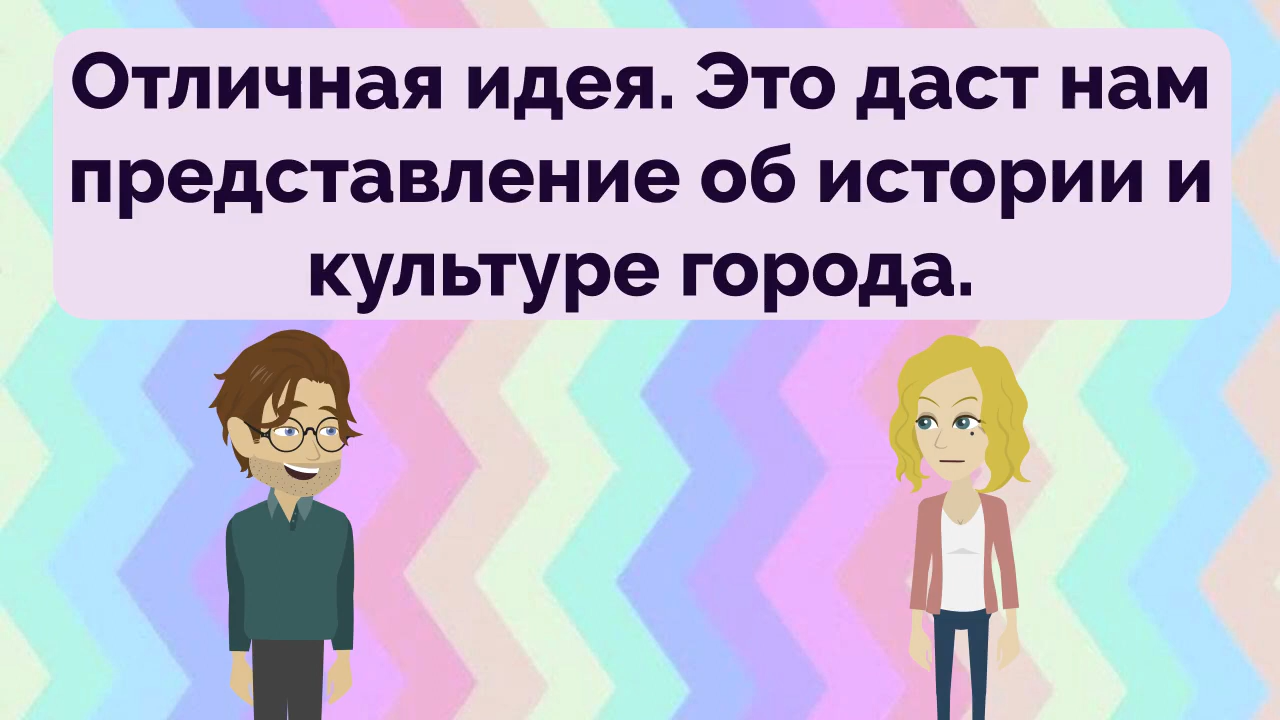 Отличная идея. Это даст нам
представление об истории и
культуре города.